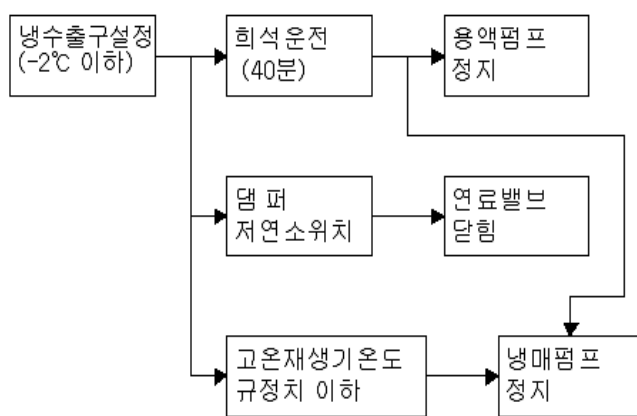 냉수출구설정
(-2℃ 이하)
희석운전
(40분)
용액펌프
정지
댐 퍼
저연소위치
연료밸브
닫힘
고온재생기온도
규정치 이하
냉매펌프
정지